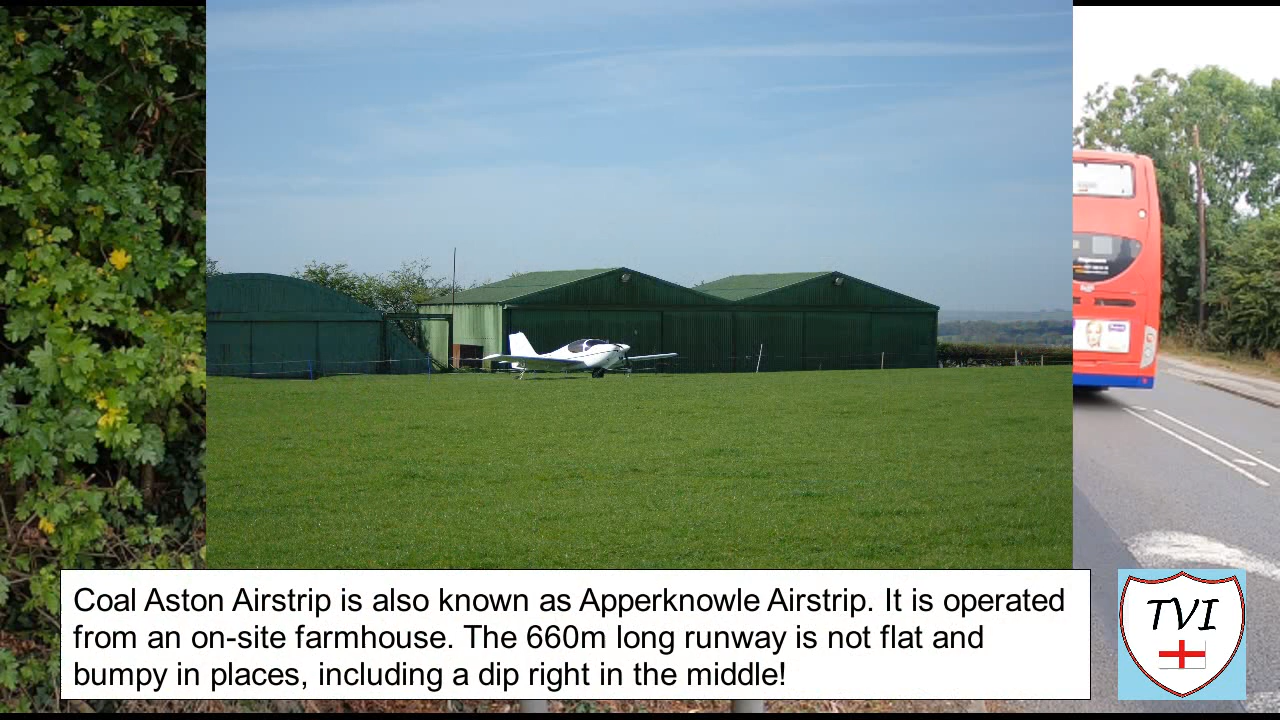 Coal Aston Airstrip is also known as Apperknowle Airstrip. It is operated
from an on-site farmhouse. The 660m long runway is not flat and
bumpy in places, including a dip right in the middle!
TVI